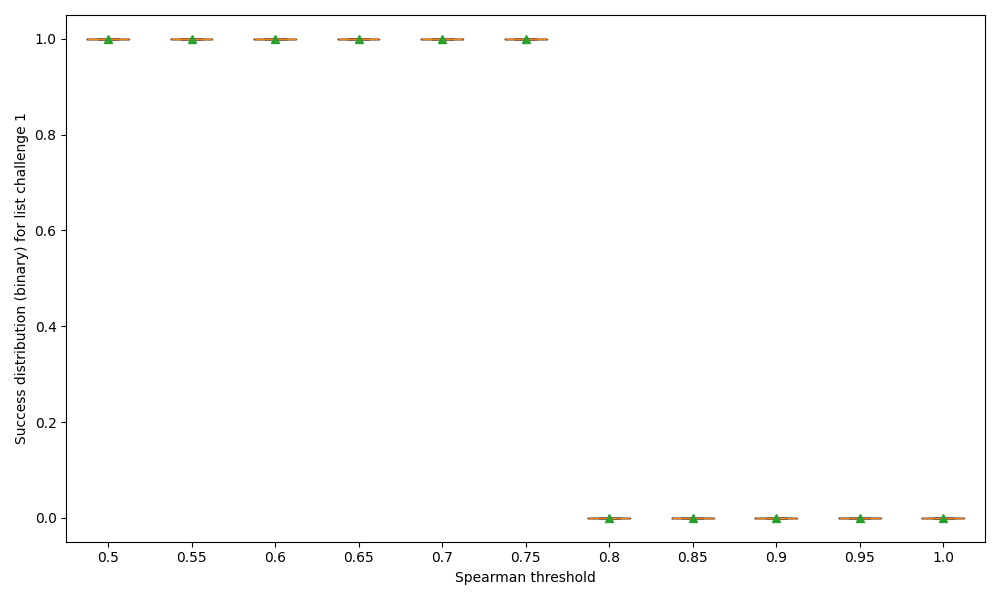 Success distribution (binary) for list challenge 1
1.0
0.8
0.6
0.4
0.2
0.0
0.5 0.55 0.6 0.65 0.7 0.75 0.8 0.85 0.9 0.95 1.0
Spearman threshold